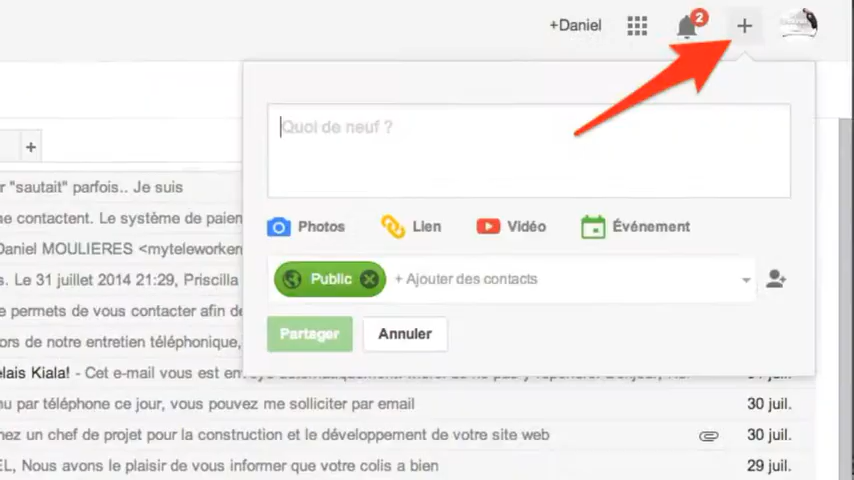 +Daniel
2
+
Quoi de neuf ?
+
r "sautait" parfois.. Je suis
me contactent. Le système de paien
Photos
Lien
Vidéo
Événement
Daniel MOULIERES <myteleworken
s. Le 31 juillet 2014 21:29, Priscilla
Public
+ Ajouter des contacts
e permets de vous contacter afin de
ors de notre entretien téléphonique,
Partager
Annuler
elais Kiala! - Cet e-mail vous est
nu par téléphone ce jour, vous pouvez me solliciter par email
30 juil.
nez un chef de projet pour la construction et le développement de votre site web
30 juil.
EL, Nous avons le plaisir de vous informer que votre colis a bien
29 juil.